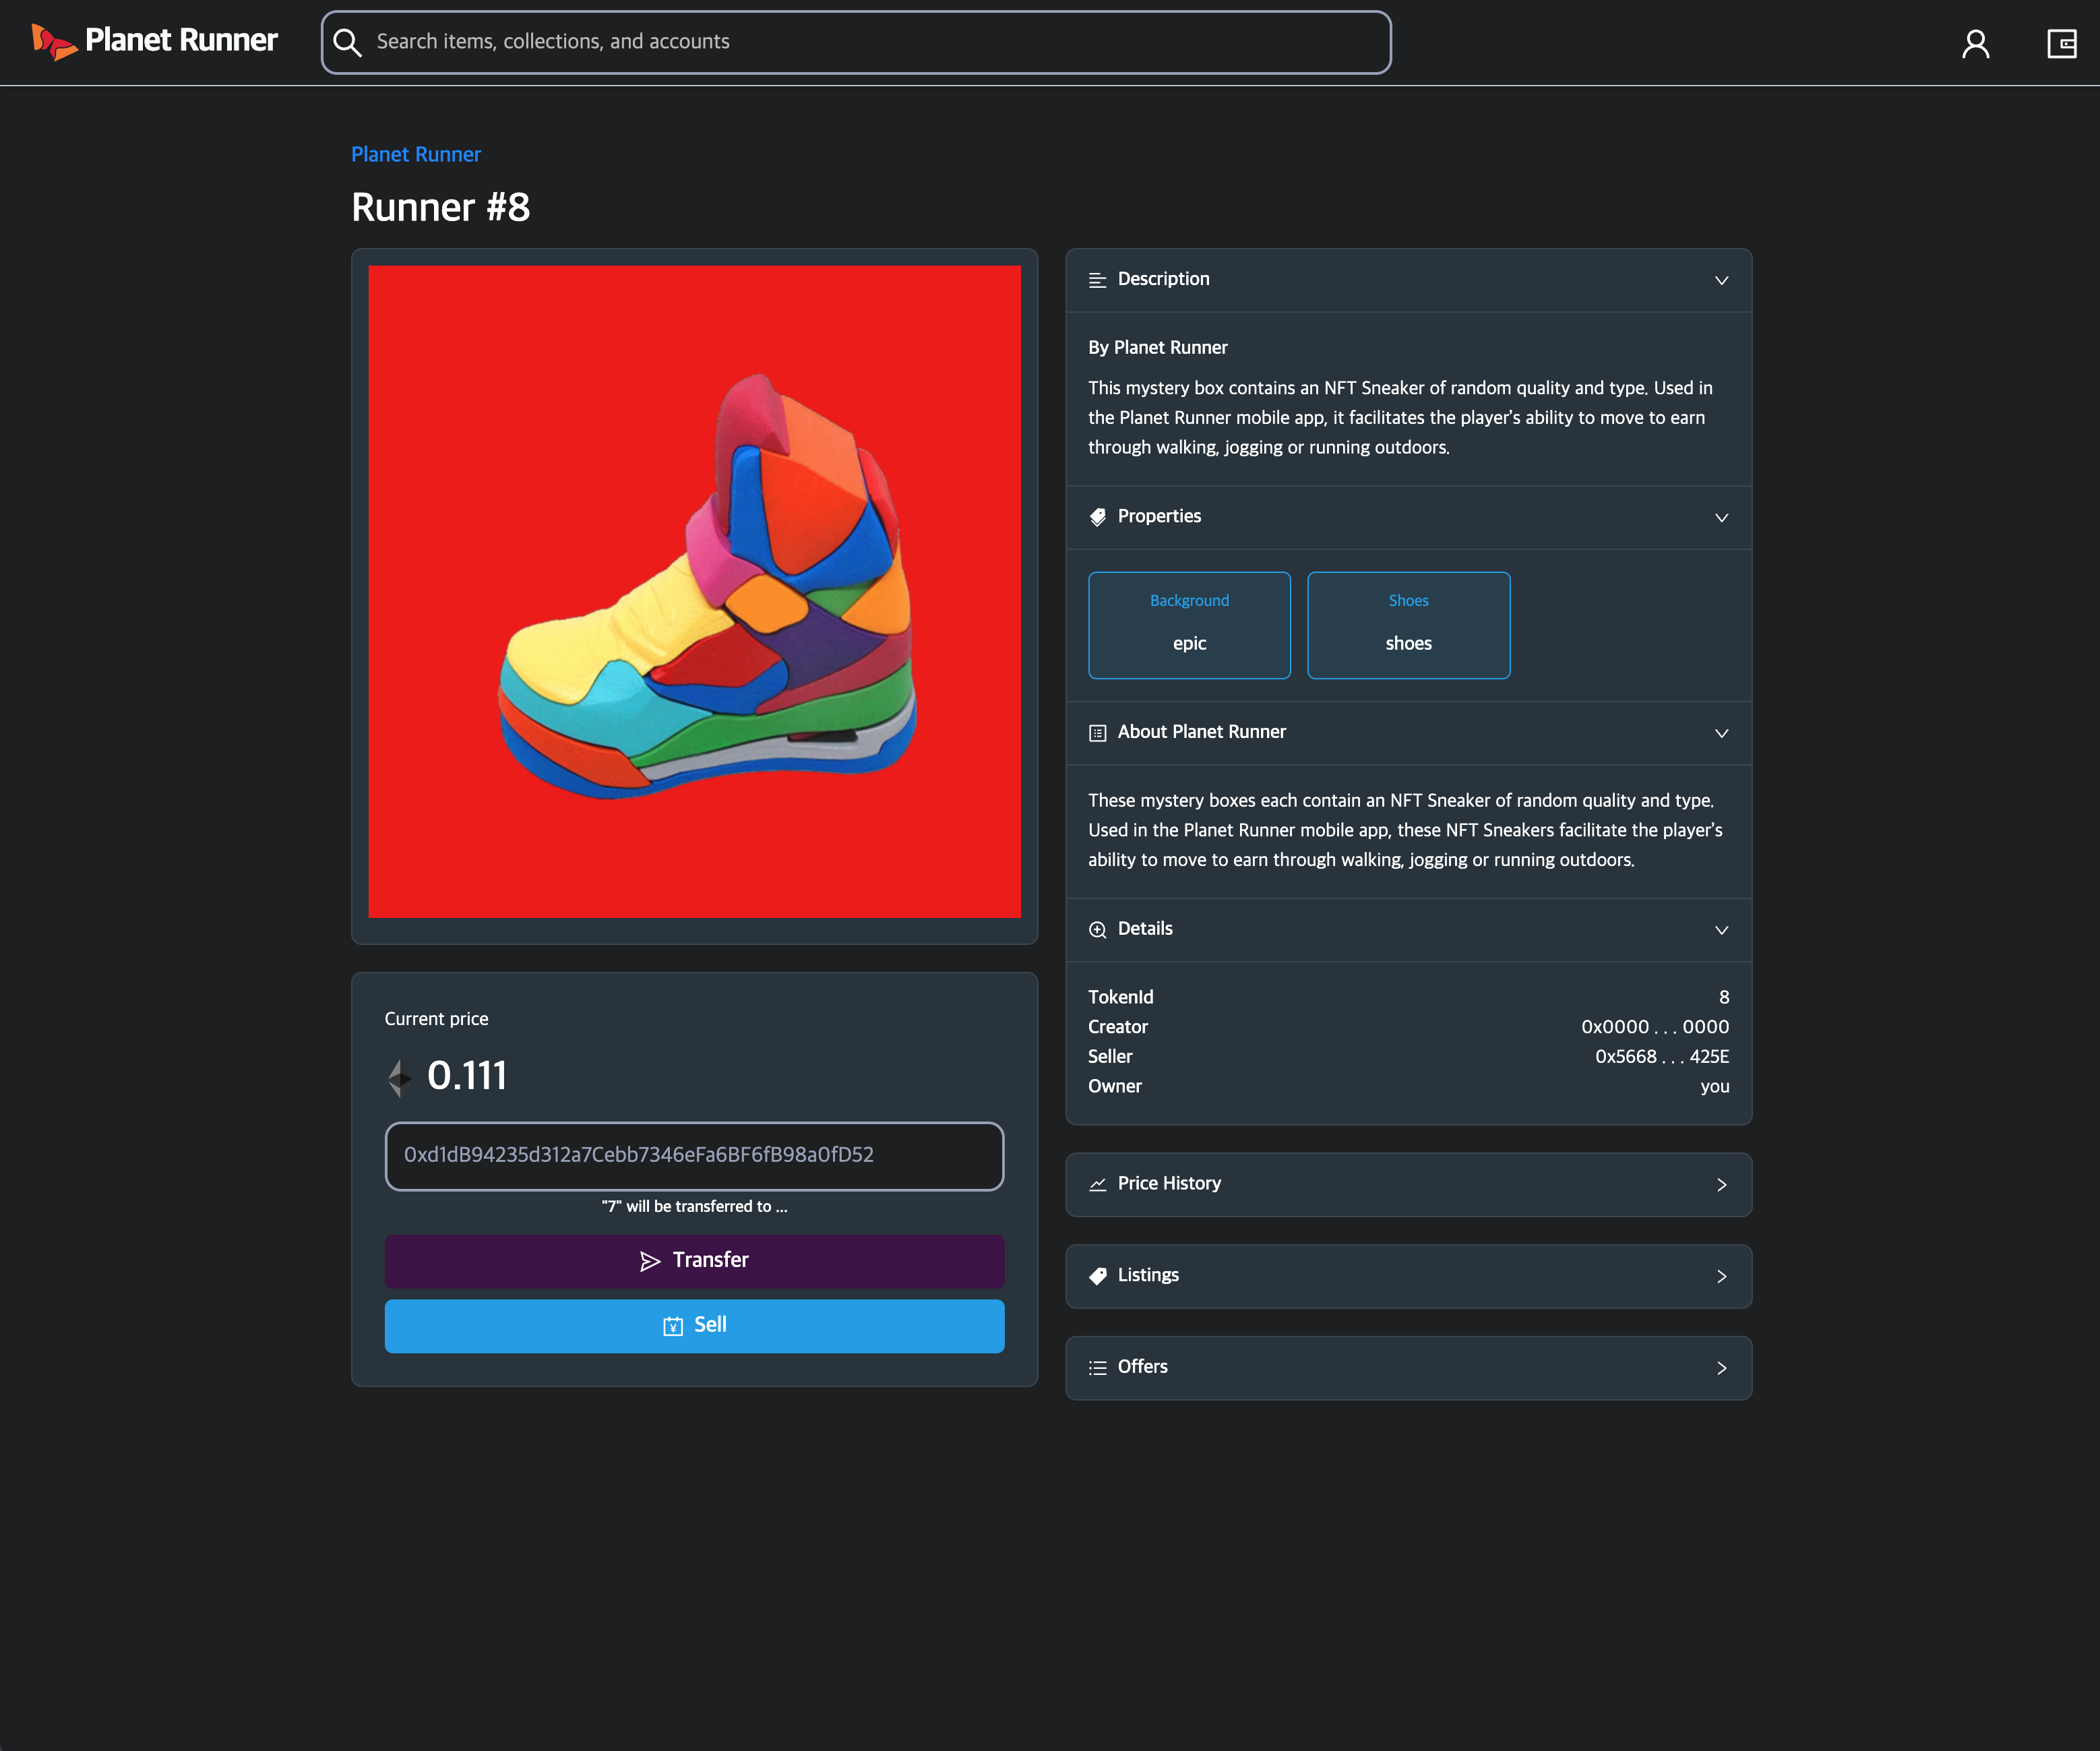 Planet Runner
Search items, collections, and accounts
Planet Runner
Runner #8
Description
By Planet Runner
This mystery box contains an NFT Sneaker of random quality and type. Used in
the Planet Runner mobile app, it facilitates the player's ability to move to earn
through walking, jogging or running outdoors.
Properties
Background
epic
Shoes
shoes
About Planet Runner
These mystery boxes each contain an NFT Sneaker of random quality and type.
Used in the Planet Runner mobile app, these NFT Sneakers facilitate the player's
ability to move to earn through walking, jogging or running outdoors.
Details
TokenId 8
Creator 0x0000 . . . 0000
Seller 0x5668 . . . 425E
Owner you
Current price
0.111
0xd1dB94235d312a7Cebb7346eFa6BF6fB98a0fD52
"7" will be transferred to ...
Transfer
Sell
Price History
Listings
Offers